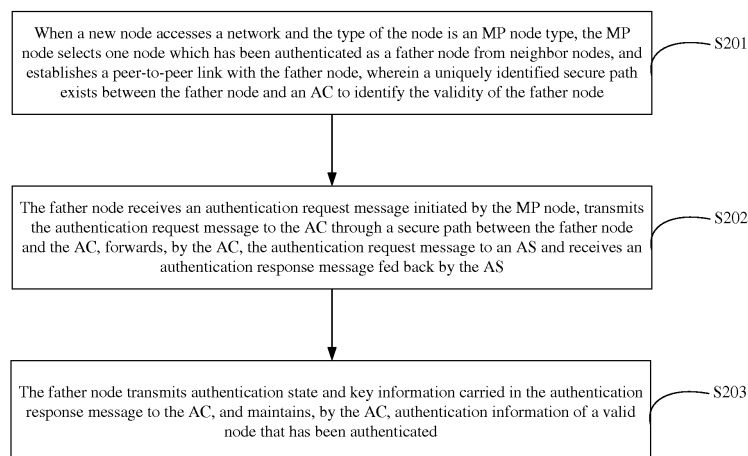 When a new node accesses a network and the type of the node is an MP node type, the MP
node selects one node which has been authenticated as a father node from neighbor nodes, and
establishes a peer-to-peer link with the father node, wherein a uniquely identified secure path
exists between the father node and an AC to identify the validity of the father node
S201
The father node receives an authentication request message initiated by the MP node, transmits
the authentication request message to the AC through a secure path between the father node
and the AC, forwards, by the AC, the authentication request message to an AS and receives an
authentication response message fed back by the AS
S202
The father node transmits authentication state and key information carried in the authentication
response message to the AC, and maintains, by the AC, authentication information of a valid
node that has been authenticated
S203